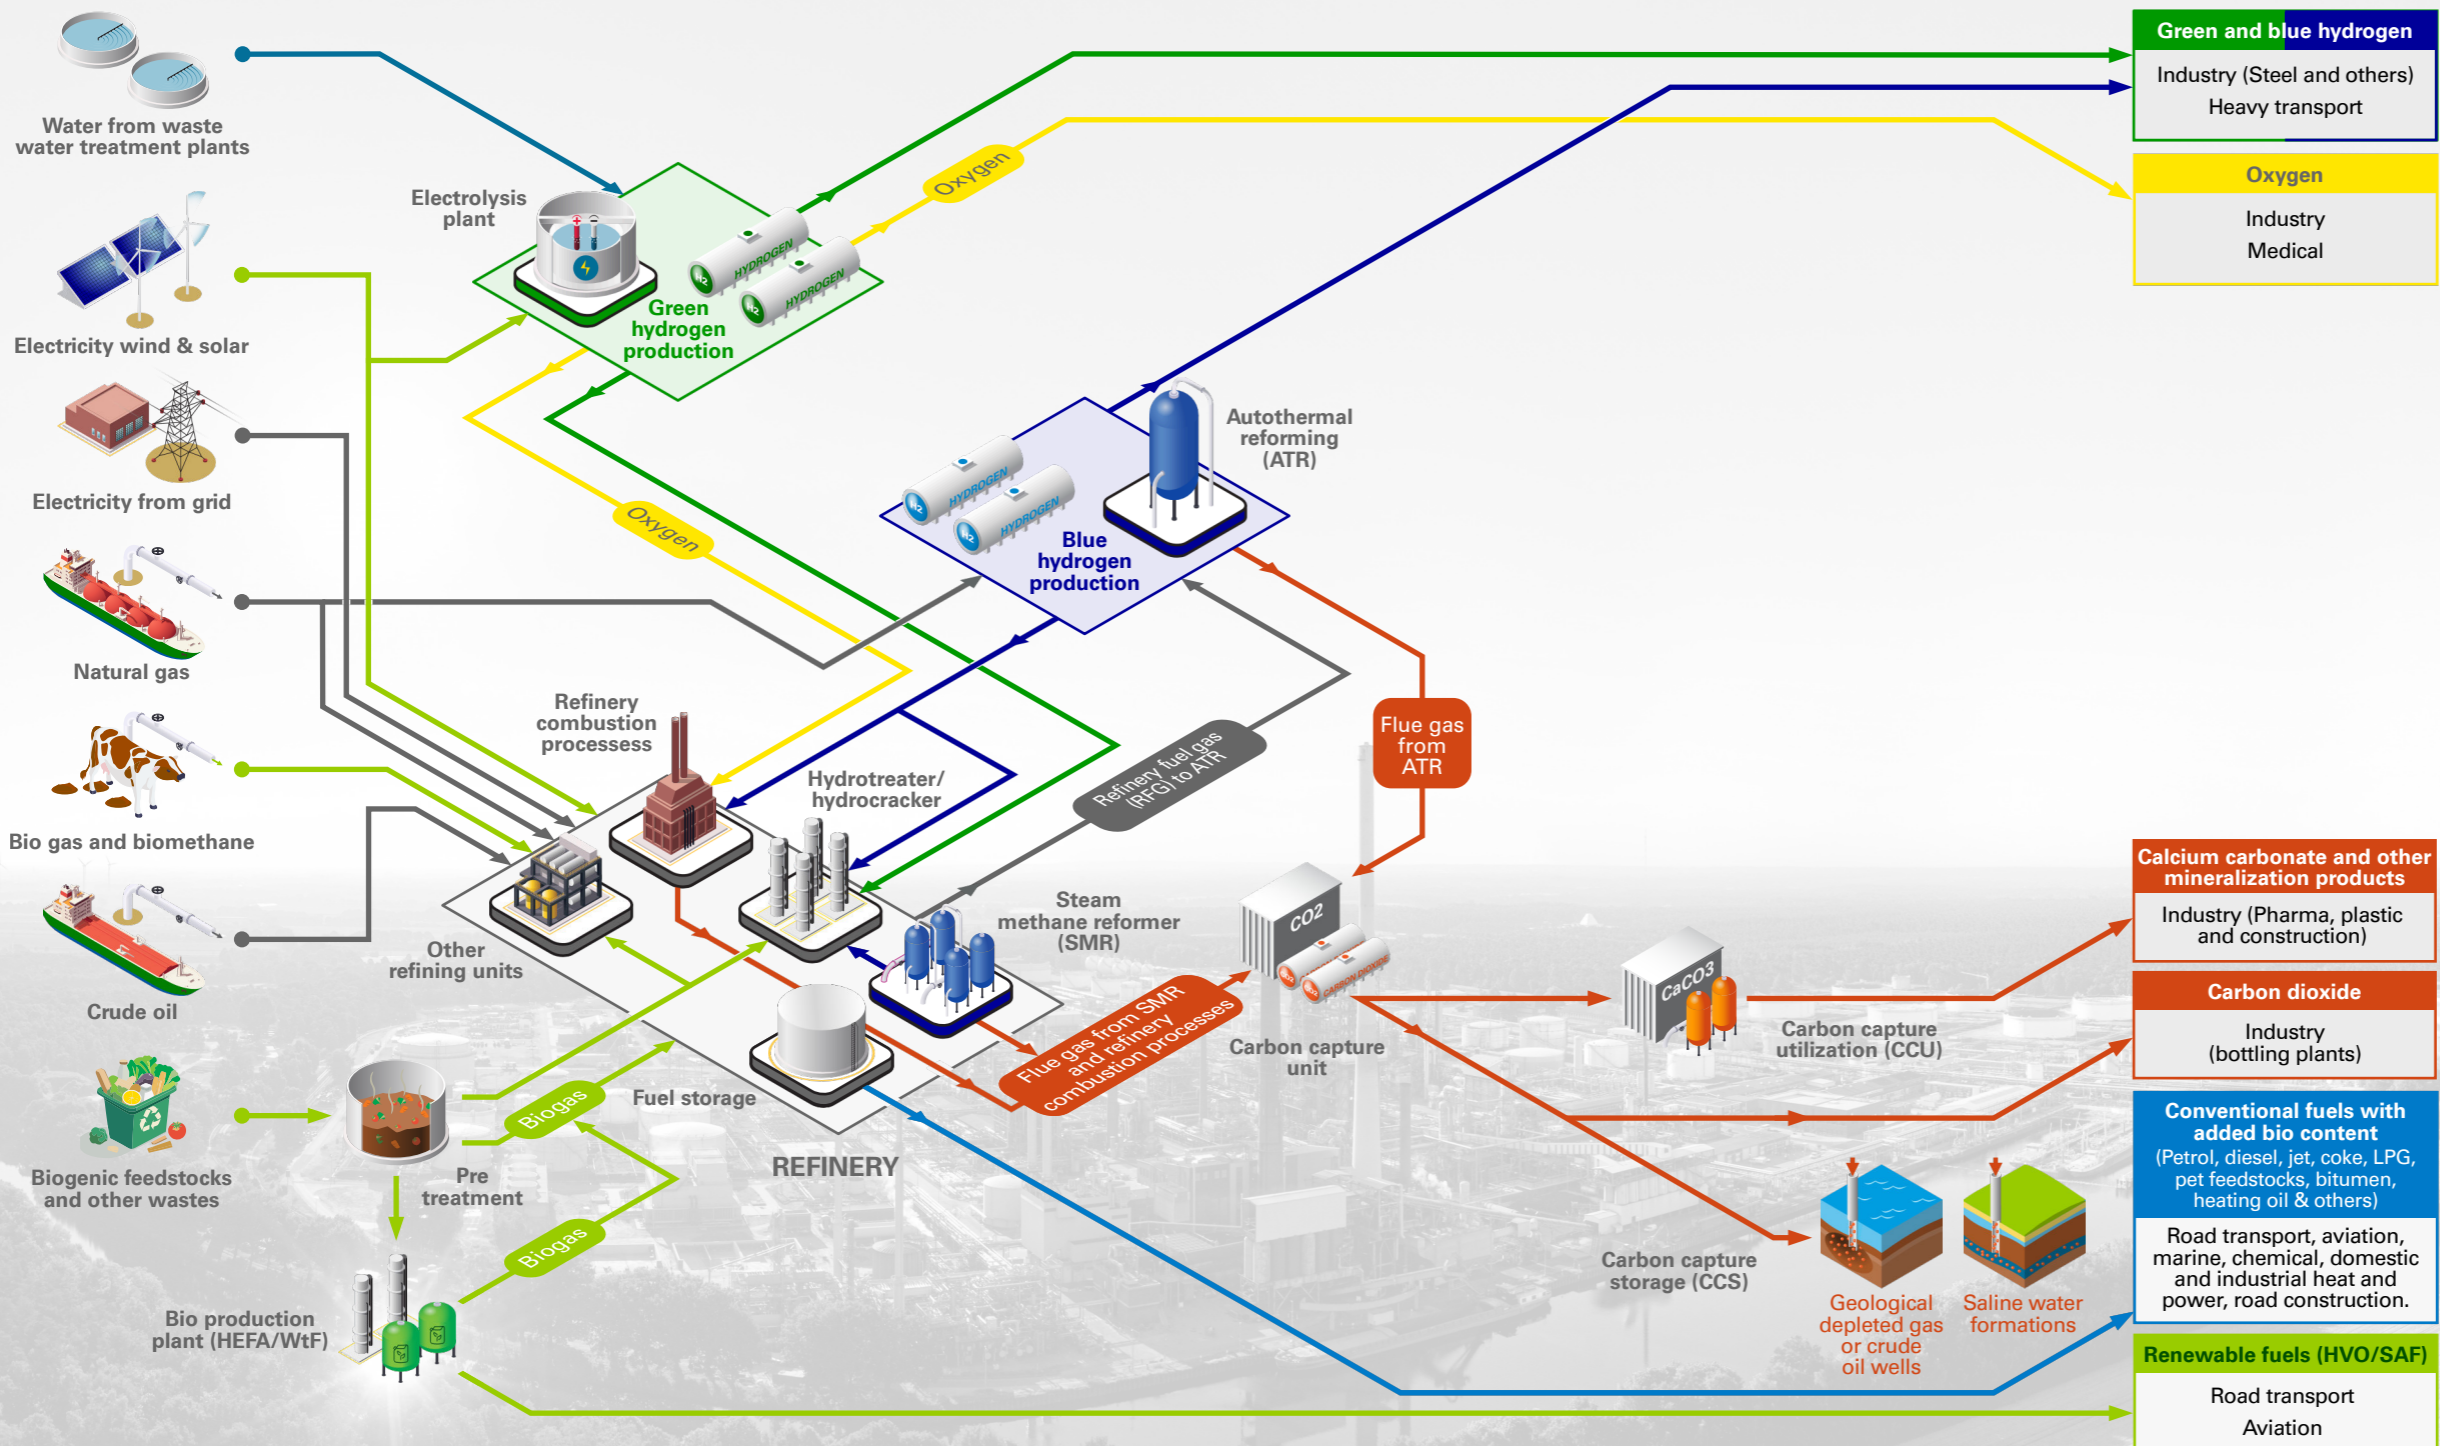 Water from waste
water treatment plants
Electricity wind & solar
Electricity from grid
Natural gas
Bio gas and biomethane
Crude oil
Biogenic feedstocks
and other wastes
Electrolysis
plant
HYDROGEN
H2
HYDROGEN
H2
Green
hydrogen
production
Oxygen
Oxygen
HYDROGEN
H2
HYDROGEN
H2
Blue
hydrogen
production
Autothermal
reforming
(ATR)
Refinery
combustion
processess
Hydrotreater/
hydrocracker
Refinery fuel gas
(RFG) to ATR
Flue gas
from
ATR
Other
refining units
Steam
methane reformer
(SMR)
Fuel storage
REFINERY
Flue gas from SMR
and refinery
combustion processes
CO2
CARBON DIOXIDE
Carbon capture
unit
CaCO3
Carbon capture
utilization (CCU)
Carbon capture
storage (CCS)
Geological
depleted gas
or crude
oil wells
Saline water
formations
Pre
treatment
Biogas
Biogas
Bio production
plant (HEFA/WtF)
Green and blue hydrogen
Industry (Steel and others)
Heavy transport
Oxygen
Industry
Medical
Calcium carbonate and other
mineralization products
Industry (Pharma, plastic
and construction)
Carbon dioxide
Industry
(bottling plants)
Conventional fuels with
added bio content
(Petrol, diesel, jet, coke, LPG,
pet feedstocks, bitumen,
heating oil & others)
Road transport, aviation,
marine, chemical, domestic
and industrial heat and
power, road construction.
Renewable fuels (HVO/SAF)
Road transport
Aviation